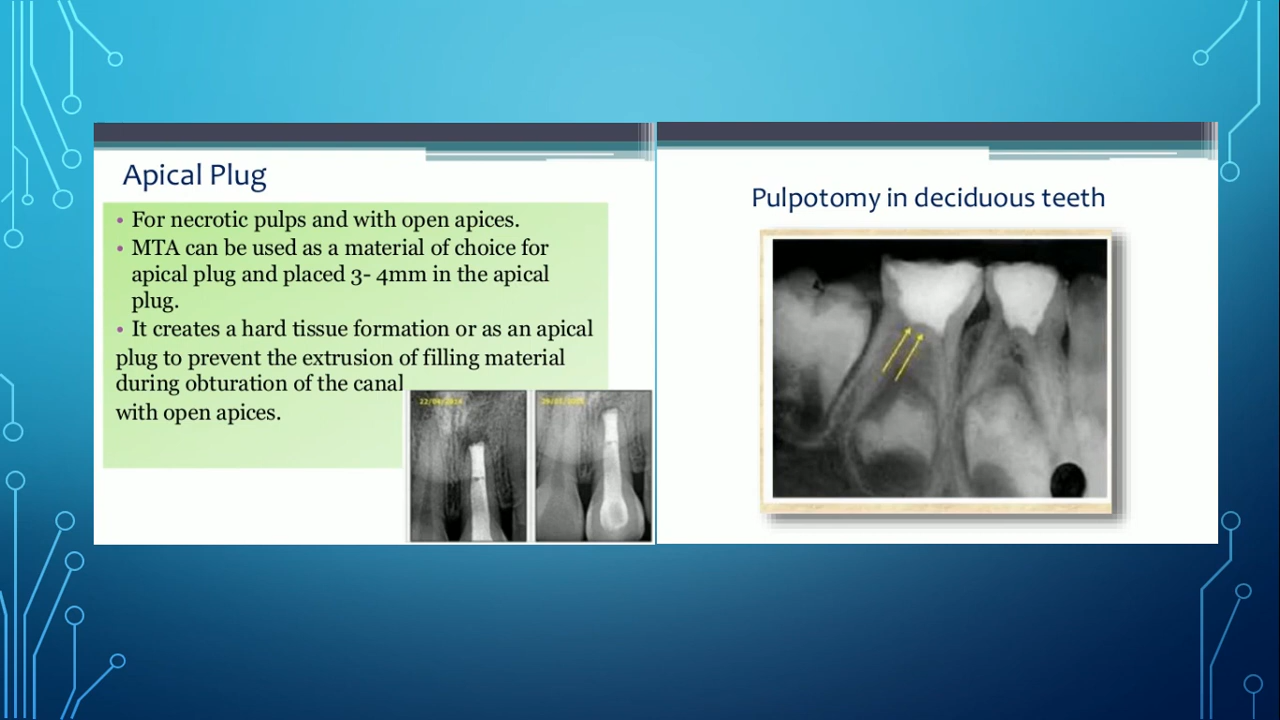 Apical Plug
• For necrotic pulps and with open apices.
• MTA can be used as a material of choice for
apical plug and placed 3- 4mm in the apical
plug.
• It creates a hard tissue formation or as an apical
plug to prevent the extrusion of filling material
during obturation of the canal
with open apices.
Pulpotomy in deciduous teeth